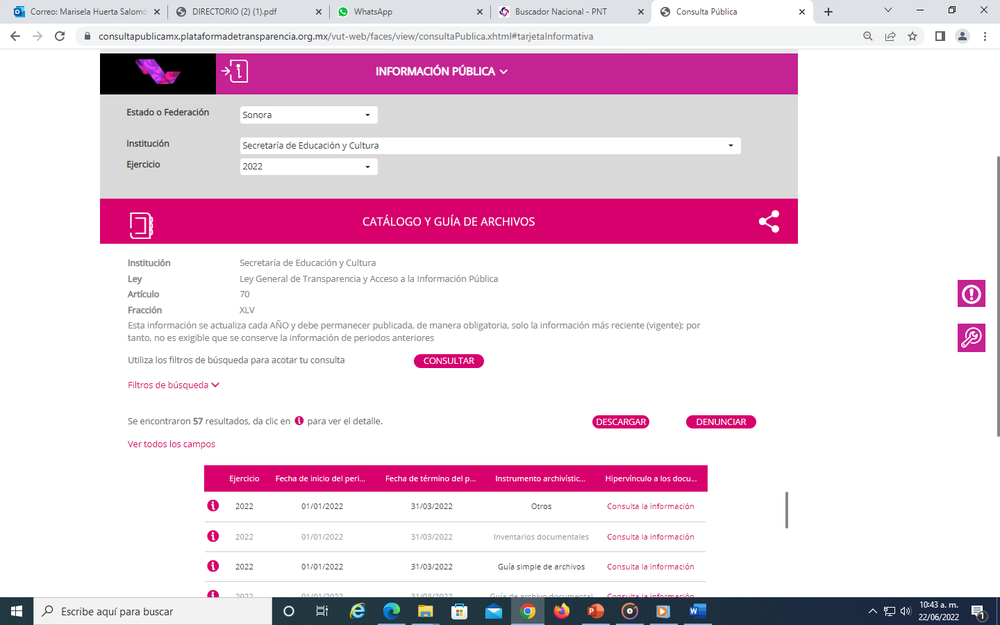 Correo: Marisela Huerta Salomó
DIRECTORIO (2) (1).pdf
WhatsApp
Buscador Nacional - PNT
Consulta Pública
consultapublicamx.plataformadetransparencia.org.mx/vut-web/faces/view/consultaPublica.xhtml#tarjetaInformativa
INFORMACIÓN PÚBLICA
Estado o Federación
Sonora
Institución
Secretaría de Educación y Cultura
Ejercicio
2022
CATÁLOGO Y GUÍA DE ARCHIVOS
Institución Secretaría de Educación y Cultura
Ley Ley General de Transparencia y Acceso a la Información Pública
Artículo 70
Fracción XLV
Esta información se actualiza cada AÑO y debe permanecer publicada, de manera obligatoria, solo la información más reciente (vigente); por
tanto, no es exigible que se conserve la información de periodos anteriores
Utiliza los filtros de búsqueda para acotar tu consulta CONSULTAR
Filtros de búsqueda
Se encontraron 57 resultados, da clic en i para ver el detalle. DESCARGAR DENUNCIAR
Ver todos los campos
Ejercicio Fecha de inicio del peri... Fecha de término del p... Instrumento archivístic... Hipervínculo a los docu...
2022 01/01/2022 31/03/2022 Otros Consulta la información
2022 01/01/2022 31/03/2022 Inventarios documentales Consulta la información
2022 01/01/2022 31/03/2022 Guía simple de archivos Consulta la información
2022 01/01/2022 31/03/2022 Guía de archivo documental Consulta la información
Escribe aquí para buscar
10:43 a. m.
22/06/2022
1